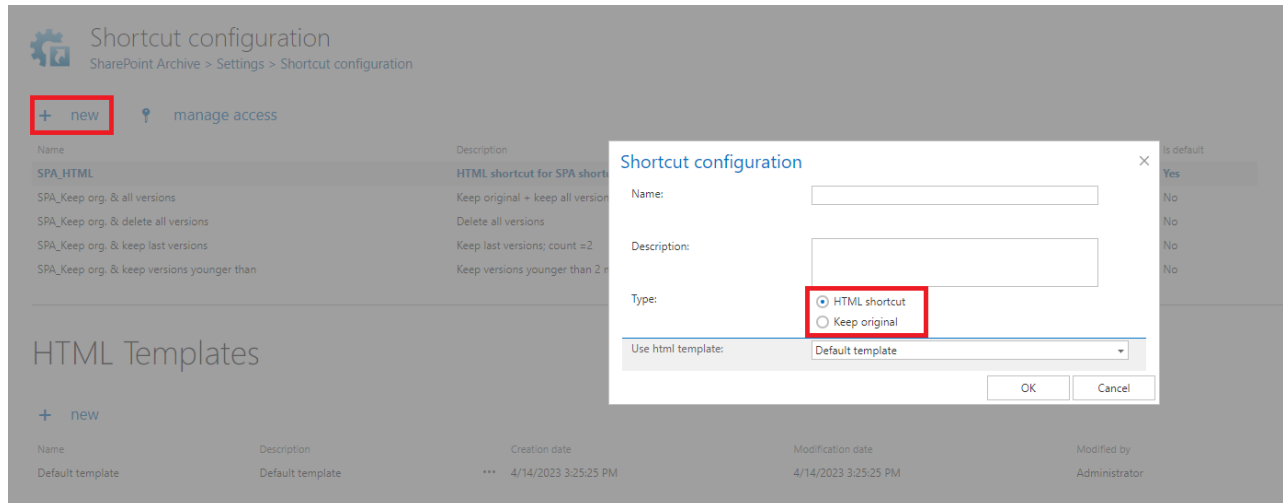 Shortcut configuration
SharePoint Archive > Settings > Shortcut configuration
+ new manage access
Name Description Is default
SPA_HTML HTML shortcut for SPA Yes
SPA_Keep org. & all versions Keep original + keep all No
SPA_Keep org. & delete all versions Delete all versions No
SPA_Keep org. & keep last versions Keep last versions; count =2 No
SPA_Keep org. & keep versions younger than Keep versions younger than 2 No
Shortcut configuration
Name:
Description:
Type:
HTML shortcut
Keep original
Use html template: Default template
OK Cancel
HTML Templates
+ new
Name Description Creation date Modification date Modified by
Default template Default template ••• 4/14/2023 3:25:25 PM 4/14/2023 3:25:25 PM Administrator